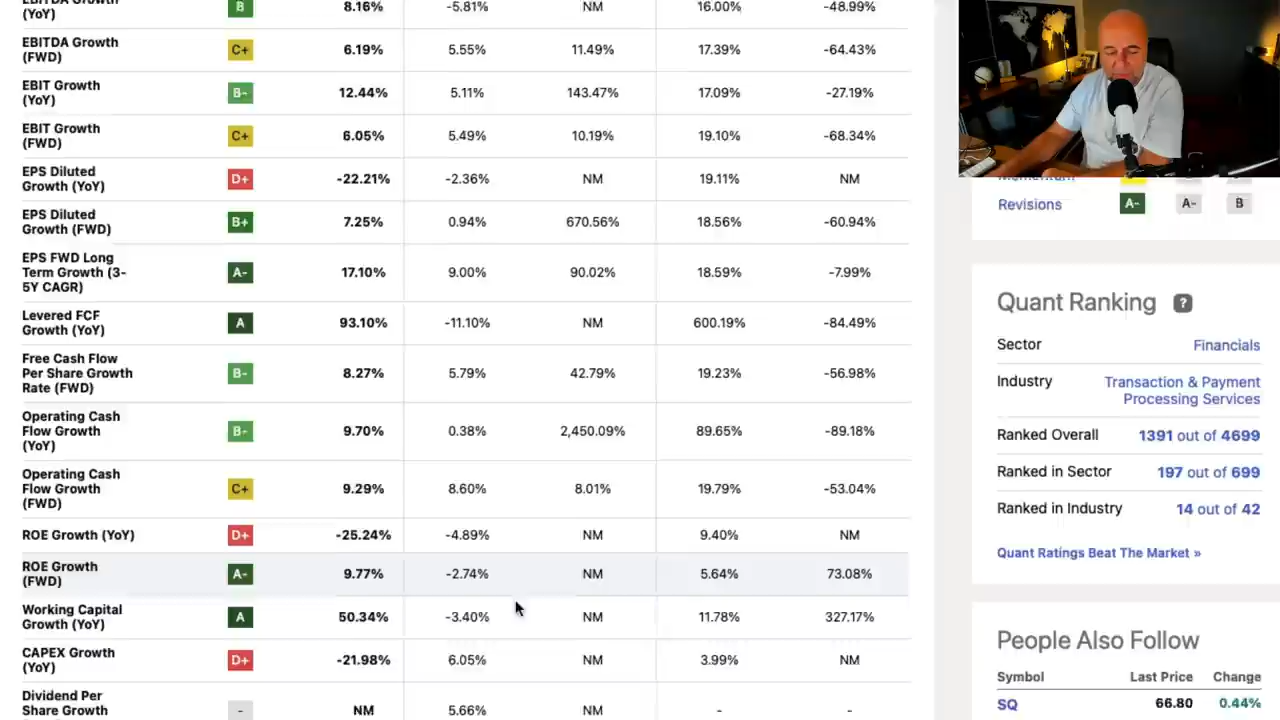 EBITDA Growth
(YoY) B 8.16% -5.81% NM 16.00% -48.99%
EBITDA Growth
(FWD) C+ 6.19% 5.55% 11.49% 17.39% -64.43%
EBIT Growth
(YoY) B- 12.44% 5.11% 143.47% 17.09% -27.19%
EBIT Growth
(FWD) C+ 6.05% 5.49% 10.19% 19.10% -68.34%
EPS Diluted
Growth (YoY) D+ -22.21% -2.36% NM 19.11% NM
EPS Diluted
Growth (FWD) B+ 7.25% 0.94% 670.56% 18.56% -60.94%
EPS FWD Long
Term Growth (3-
5Y CAGR) A- 17.10% 9.00% 90.02% 18.59% -7.99%
Levered FCF
Growth (YoY) A 93.10% -11.10% NM 600.19% -84.49%
Free Cash Flow
Per Share Growth
Rate (FWD) B- 8.27% 5.79% 42.79% 19.23% -56.98%
Operating Cash
Flow Growth
(YoY) B- 9.70% 0.38% 2,450.09% 89.65% -89.18%
Operating Cash
Flow Growth
(FWD) C+ 9.29% 8.60% 8.01% 19.79% -53.04%
ROE Growth (YoY) D+ -25.24% -4.89% NM 9.40% NM
ROE Growth
(FWD) A- 9.77% -2.74% NM 5.64% 73.08%
Working Capital
Growth (YoY) A 50.34% -3.40% NM 11.78% 327.17%
CAPEX Growth
(YoY) D+ -21.98% 6.05% NM 3.99% NM
Dividend Per
Share Growth - NM 5.66% NM - -
Momentum
Revisions A- A- B
Quant Ranking ?
Sector Financials
Industry Transaction & Payment
Processing Services
Ranked Overall 1391 out of 4699
Ranked in Sector 197 out of 699
Ranked in Industry 14 out of 42
Quant Ratings Beat The Market »
People Also Follow
Symbol Last Price Change
SQ 66.80 0.44%